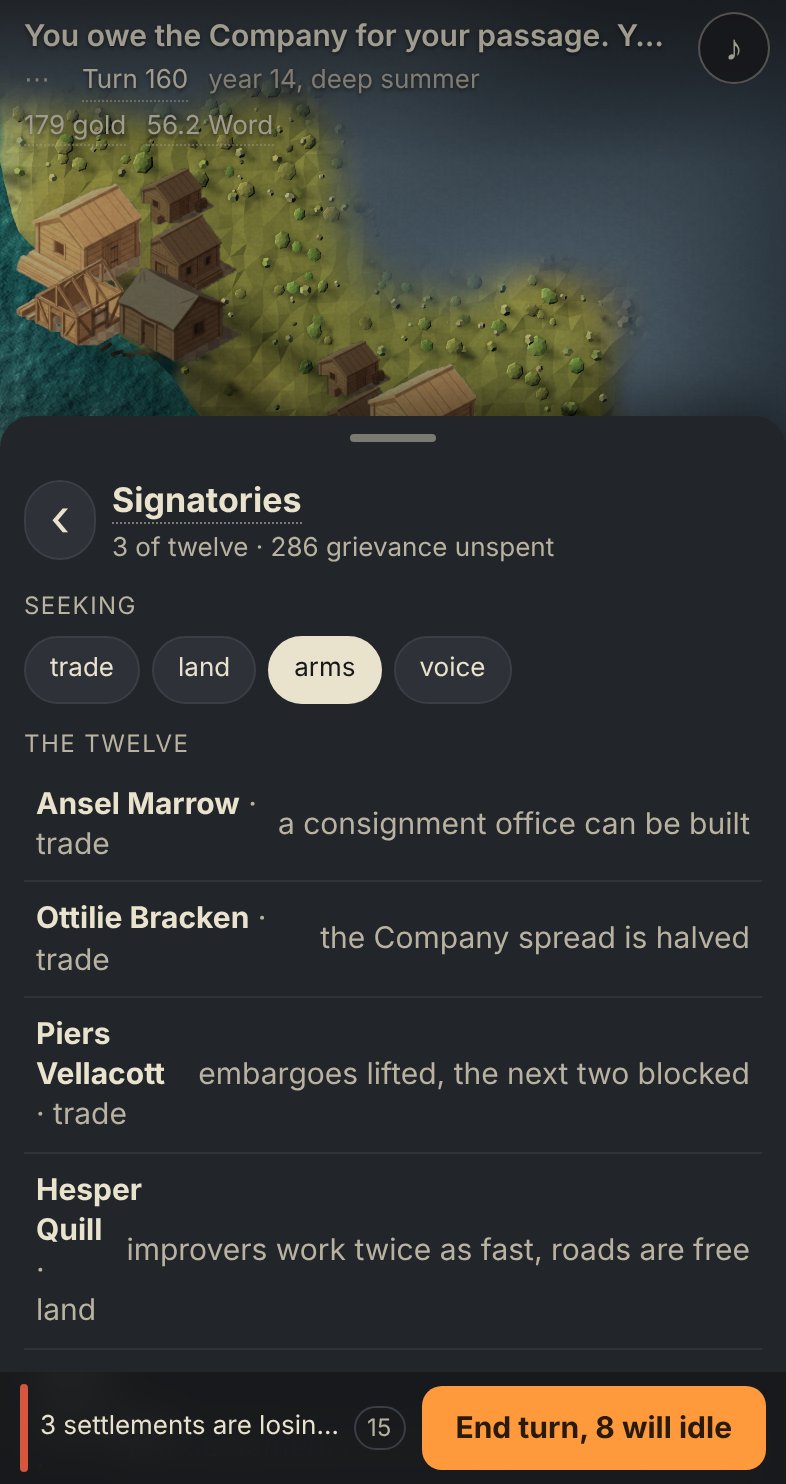 You owe the Company for your passage. Y...
... Turn 160 year 14, deep summer
179 gold 56.2 Word
♪
Signatories
3 of twelve · 286 grievance unspent
SEEKING
trade land arms voice
THE TWELVE
Ansel Marrow ·
trade
a consignment office can be built
Ottilie Bracken ·
trade
the Company spread is halved
Piers
Vellacott
· trade
embargoes lifted, the next two blocked
Hesper
Quill
·
land
improvers work twice as fast, roads are free
3 settlements are losin... 15
End turn, 8 will idle